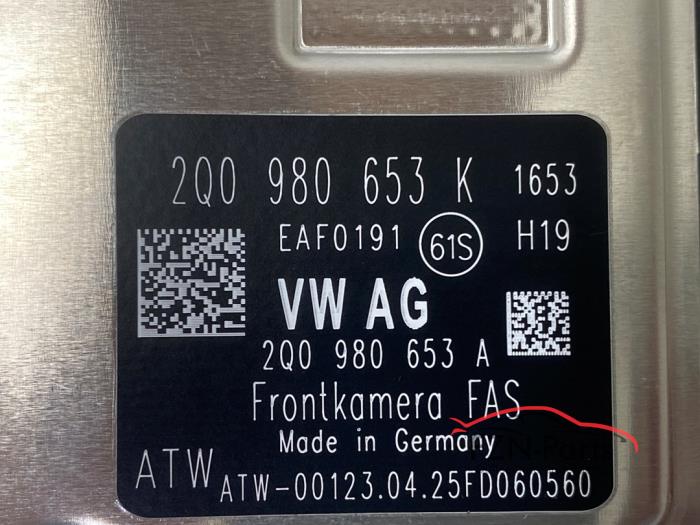 2Q0 980 653 K 1653
EAF0191 61S H19
VW AG
2Q0 980 653 A
Frontkamera FAS
Made in Germany
ATW ATW-00123.04.25FD060560